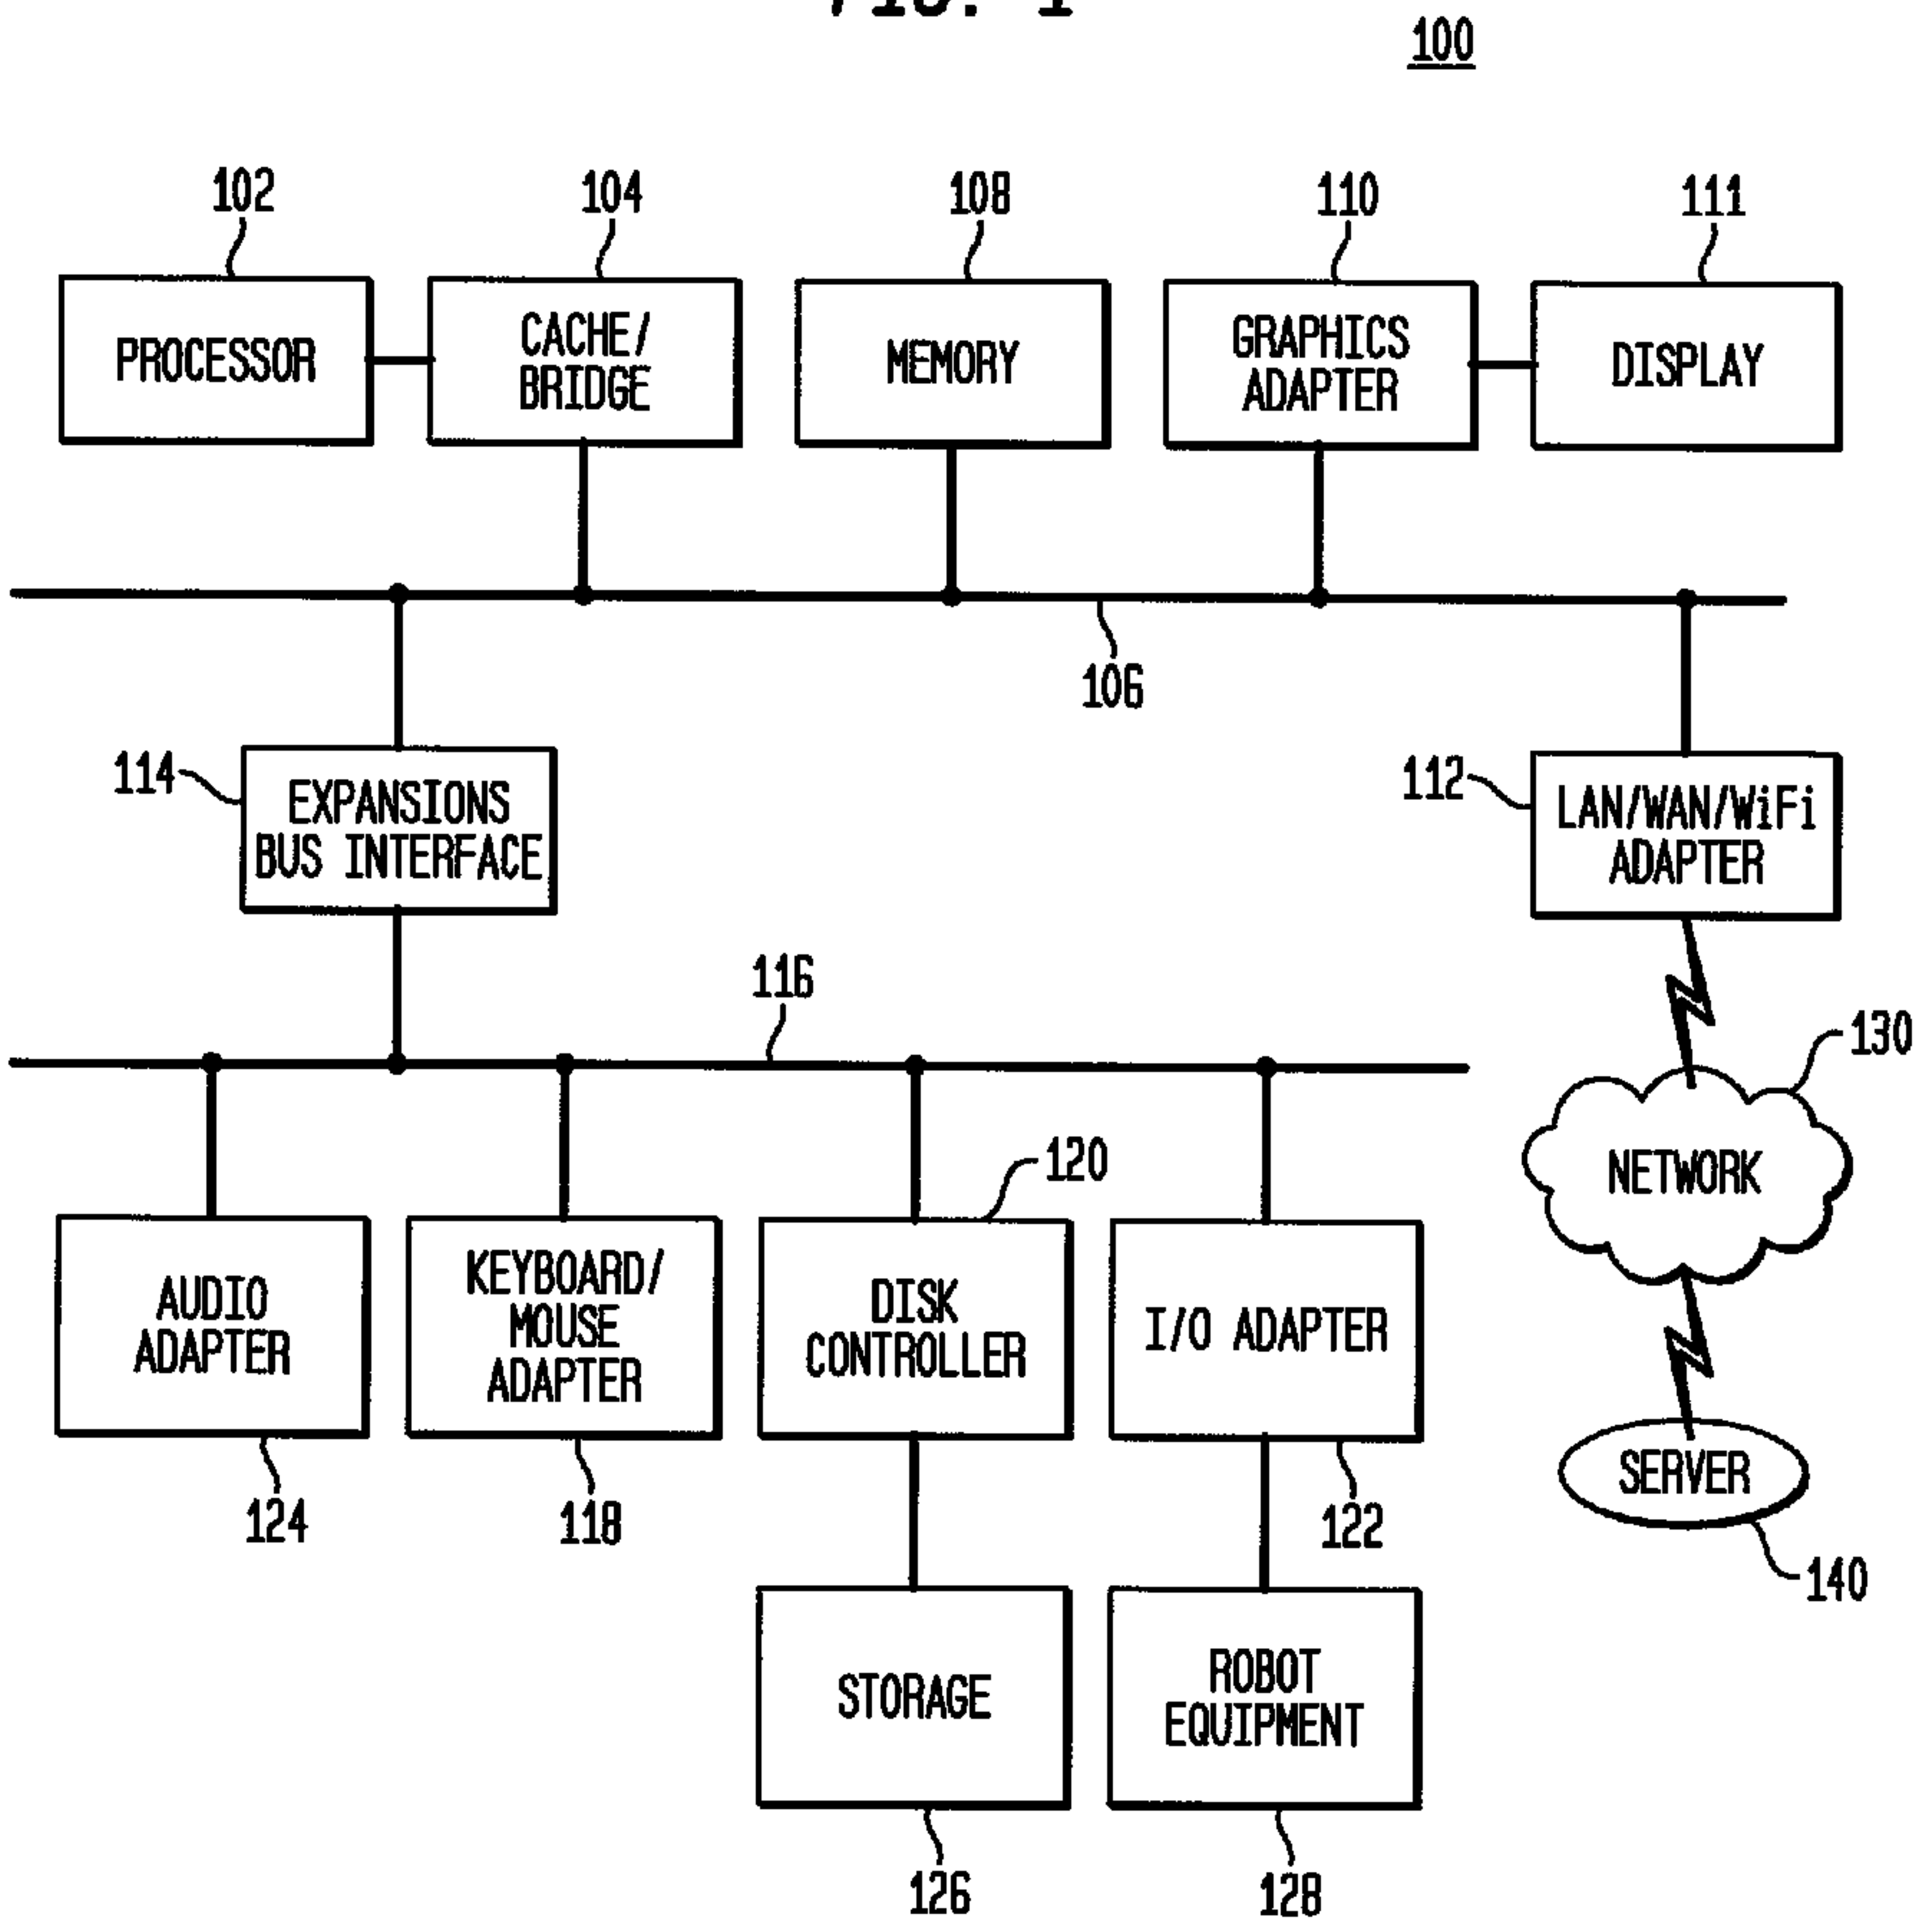 FIG. 1
100
102
104
108
110
111
PROCESSOR
CACHE/
BRIDGE
MEMORY
GRAPHICS
ADAPTER
DISPLAY
106
114
EXPANSIONS
BUS INTERFACE
112
LAN/WAN/WiFi
ADAPTER
116
130
NETWORK
120
AUDIO
ADAPTER
KEYBOARD/
MOUSE
ADAPTER
DISK
CONTROLLER
I/O ADAPTER
SERVER
124
118
122
140
STORAGE
ROBOT
EQUIPMENT
126
128